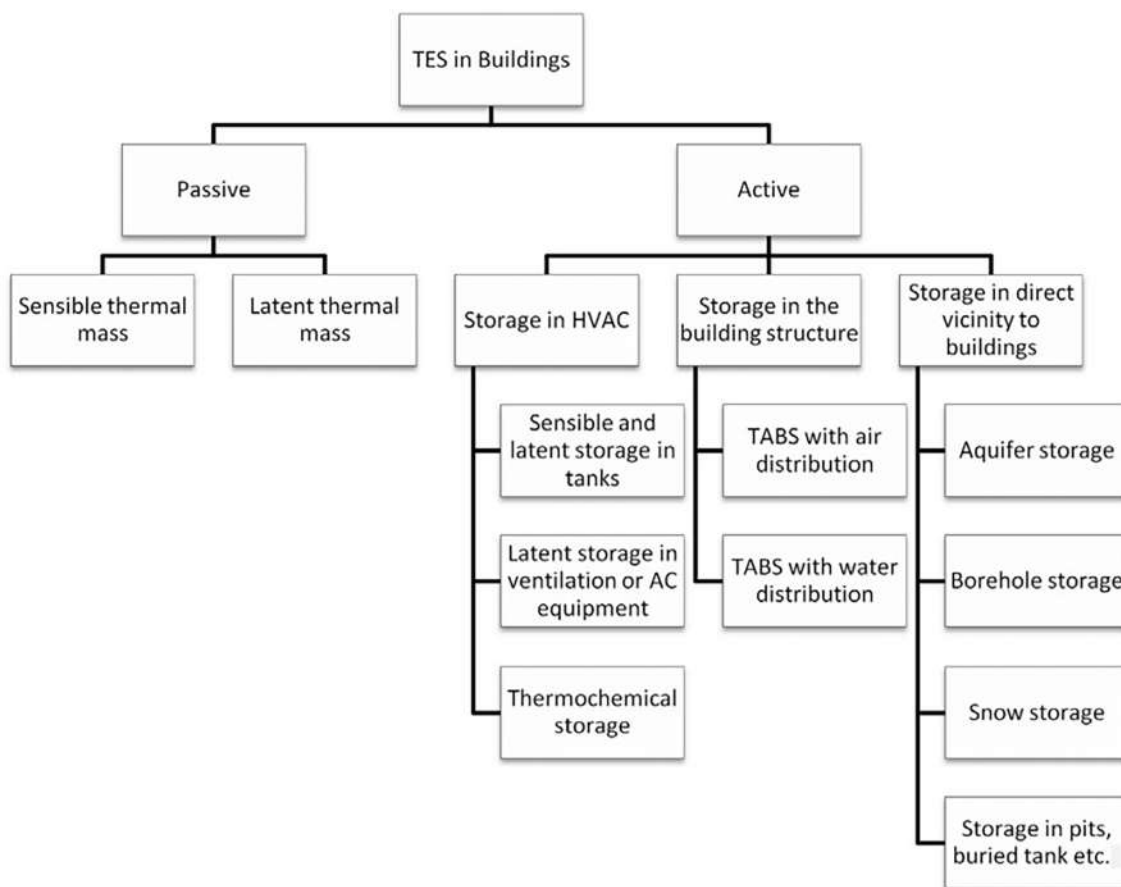 TES in Buildings
Passive
Active
Sensible thermal
mass
Latent thermal
mass
Storage in HVAC
Storage in the
building structure
Storage in direct
vicinity to
buildings
Sensible and
latent storage in
tanks
TABS with air
distribution
Aquifer storage
Latent storage in
ventilation or AC
equipment
TABS with water
distribution
Borehole storage
Thermochemical
storage
Snow storage
Storage in pits,
buried tank etc.